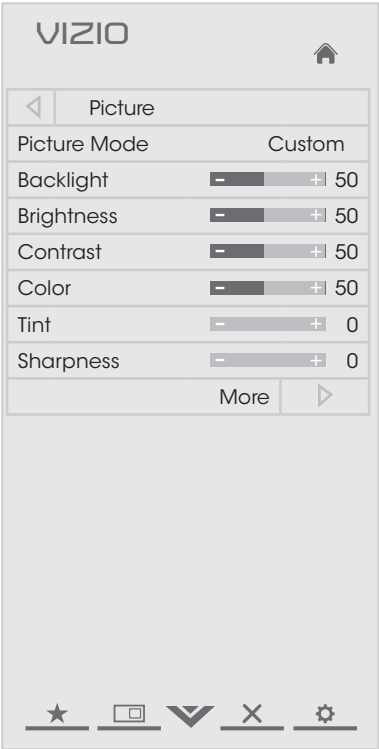 VIZIO
Picture
Picture Mode Custom
Backlight - + 50
Brightness - + 50
Contrast - + 50
Color - + 50
Tint - + 0
Sharpness - + 0
More